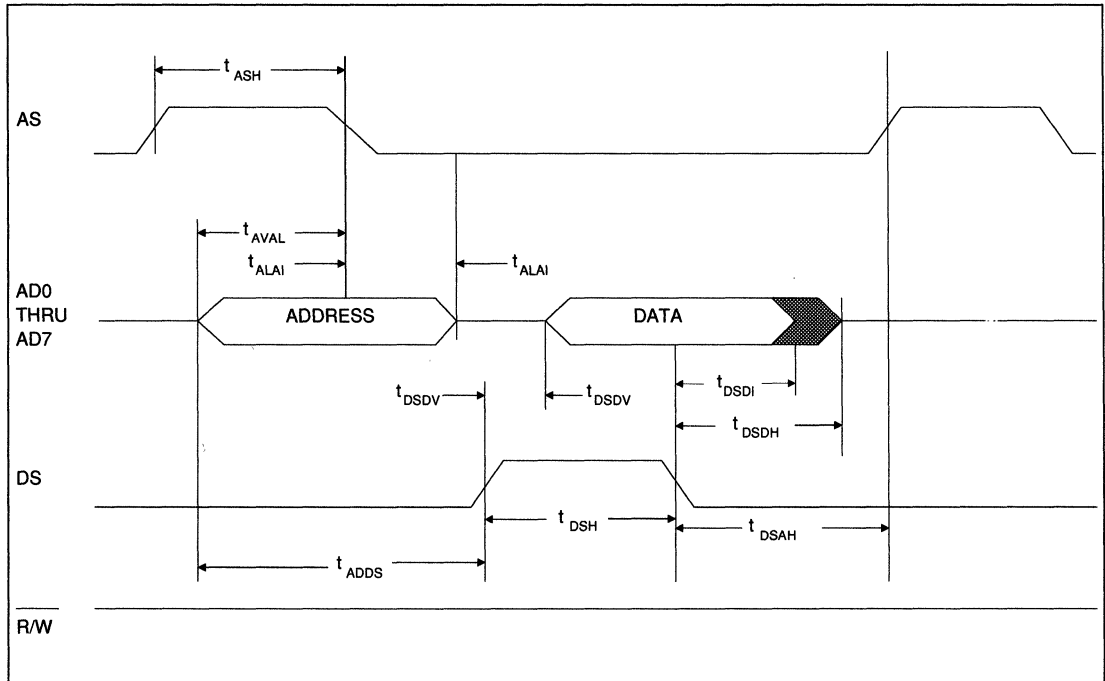 t ASH
AS
t AVAL
t ALAI
t ALAI
AD0
THRU
AD7
ADDRESS
DATA
t DSDV
t DSDV
t DSDI
t DSDH
DS
t DSH
t DSAH
t ADDS
R/W